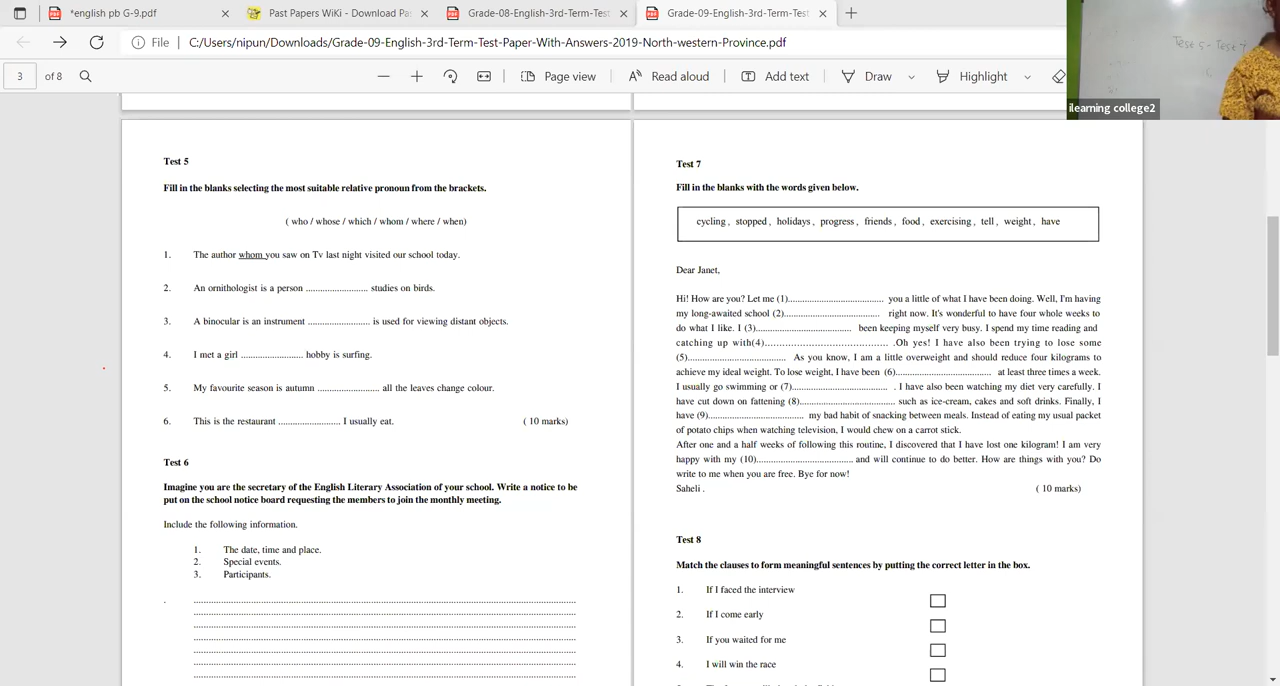 *english pb G-9.pdf
Past Papers WiKi - Download Pa
Grade-08-English-3rd-Term-Test
Grade-09-English-3rd-Term-Test
File C:/Users/nipun/Downloads/Grade-09-English-3rd-Term-Test-Paper-With-Answers-2019-North-western-Province.pdf
3 of 8 Page view Read aloud Add text Draw Highlight
Test 5 - Test 7
ilearning college2
Test 5
Fill in the blanks selecting the most suitable relative pronoun from the brackets.
( who / whose / which / whom / where / when)
1. The author whom you saw on Tv last night visited our school today.
2. An ornithologist is a person ......................... studies on birds.
3. A binocular is an instrument ......................... is used for viewing distant objects.
4. I met a girl ......................... hobby is surfing.
5. My favourite season is autumn ......................... all the leaves change colour.
6. This is the restaurant ......................... I usually eat. ( 10 marks)
Test 6
Imagine you are the secretary of the English Literary Association of your school. Write a notice to be
put on the school notice board requesting the members to join the monthly meeting.
Include the following information.
1. The date, time and place.
2. Special events.
3. Participants.
Test 7
Fill in the blanks with the words given below.
cycling , stopped , holidays , progress , friends , food , exercising , tell , weight , have
Dear Janet,
Hi! How are you? Let me (1)...................................... you a little of what I have been doing. Well, I'm having
my long-awaited school (2)...................................... right now. It's wonderful to have four whole weeks to
do what I like. I (3)...................................... been keeping myself very busy. I spend my time reading and
catching up with(4)...................................... .Oh yes! I have also been trying to lose some
(5)...................................... As you know, I am a little overweight and should reduce four kilograms to
achieve my ideal weight. To lose weight, I have been (6)...................................... at least three times a week.
I usually go swimming or (7)...................................... . I have also been watching my diet very carefully. I
have cut down on fattening (8)...................................... such as ice-cream, cakes and soft drinks. Finally, I
have (9)...................................... my bad habit of snacking between meals. Instead of eating my usual packet
of potato chips when watching television, I would chew on a carrot stick.
After one and a half weeks of following this routine, I discovered that I have lost one kilogram! I am very
happy with my (10)...................................... and will continue to do better. How are things with you? Do
write to me when you are free. Bye for now!
Saheli . ( 10 marks)
Test 8
Match the clauses to form meaningful sentences by putting the correct letter in the box.
1. If I faced the interview
2. If I come early
3. If you waited for me
4. I will win the race